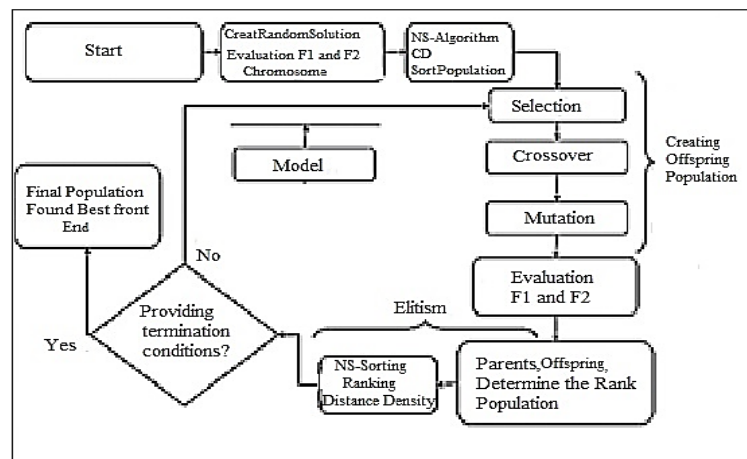 Start
CreatRandomSolution
Evaluation F1 and F2
Chromosome
NS-Algorithm
CD
SortPopulation
Selection
Crossover
Mutation
Creating
Offspring
Population
Model
Final Population
Found Best front
End
No
Yes
Providing
termination
conditions?
Evaluation
F1 and F2
Elitism
NS-Sorting
Ranking
Distance Density
Parents,Offspring,
Determine the Rank
Population